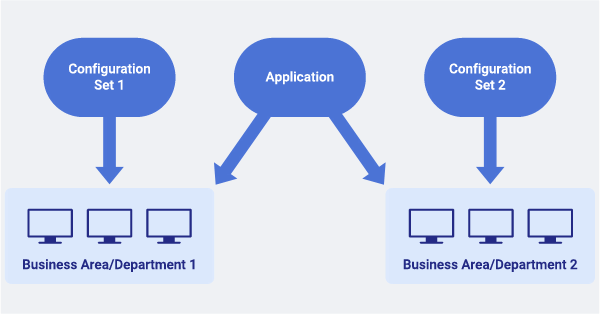 Configuration
Set 1
Application
Configuration
Set 2
Business Area/Department 1
Business Area/Department 2